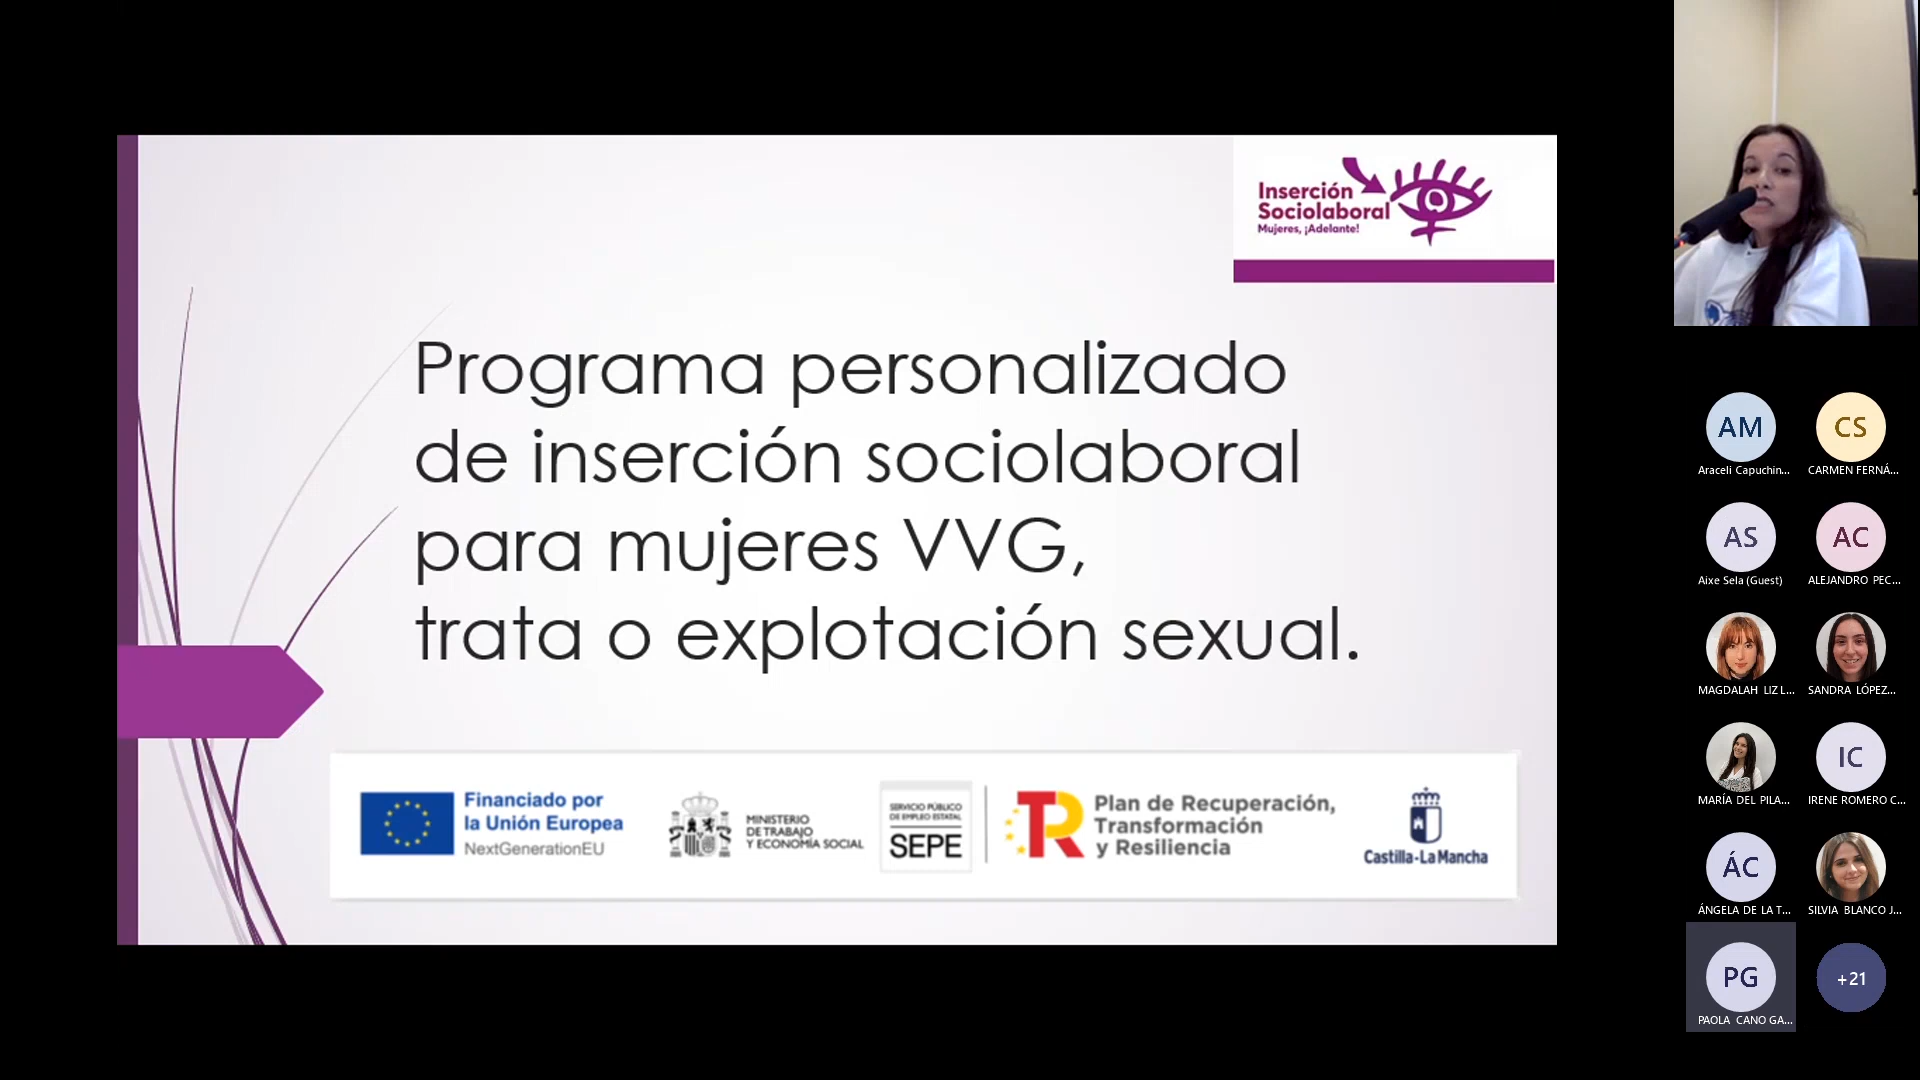 Inserción
Sociolaboral
Mujeres, ¡Adelante!
Programa personalizado
de inserción sociolaboral
para mujeres VVG,
trata o explotación sexual.
Financiado por
la Unión Europea
NextGenerationEU
MINISTERIO
DE TRABAJO
Y ECONOMÍA SOCIAL
SERVICIO PÚBLICO
DE EMPLEO ESTATAL
SEPE
TR
Plan de Recuperación,
Transformación
y Resiliencia
Castilla-La Mancha
AM
Araceli Capuchin...
CS
CARMEN FERNÁ...
AS
Aixe Sela (Guest)
AC
ALEJANDRO PEC...
MAGDALAH LIZ L...
SANDRA LÓPEZ...
MARÍA DEL PILA...
IC
IRENE ROMERO C...
ÁC
ÁNGELA DE LA T...
SILVIA BLANCO J...
PG
PAOLA CANO GA...
+21